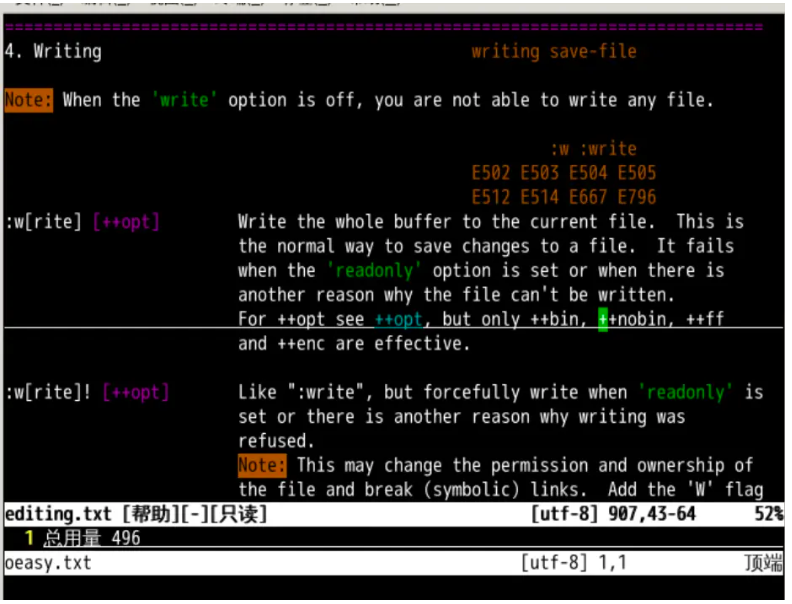 ==============================================================================
4. Writing writing save-file
Note: When the 'write' option is off, you are not able to write any file.
:w :write
E502 E503 E504 E505
E512 E514 E667 E796
:w[rite] [++opt] Write the whole buffer to the current file.  This is
the normal way to save changes to a file.  It fails
when the 'readonly' option is set or when there is
another reason why the file can't be written.
For ++opt see ++opt, but only ++bin, ++nobin, ++ff
and ++enc are effective.
:w[rite]! [++opt] Like ":write", but forcefully write when 'readonly' is
set or there is another reason why writing was
refused.
Note: This may change the permission and ownership of
the file and break (symbolic) links.  Add the 'W' flag
editing.txt [帮助][-][只读] [utf-8] 907,43-64 52%
1 总用量 496
oeasy.txt [utf-8] 1,1 顶端